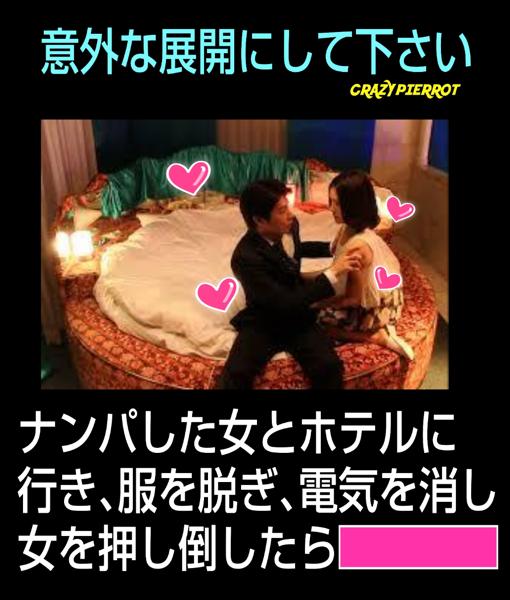 意外な展開にして下さい
CRAZY PIERROT
ナンパした女とホテルに
行き、服を脱ぎ、電気を消し
女を押し倒したら